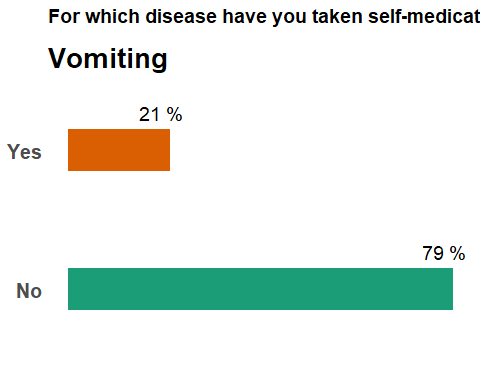 For which disease have you taken self-medicat
Vomiting
21 %
Yes
79 %
No